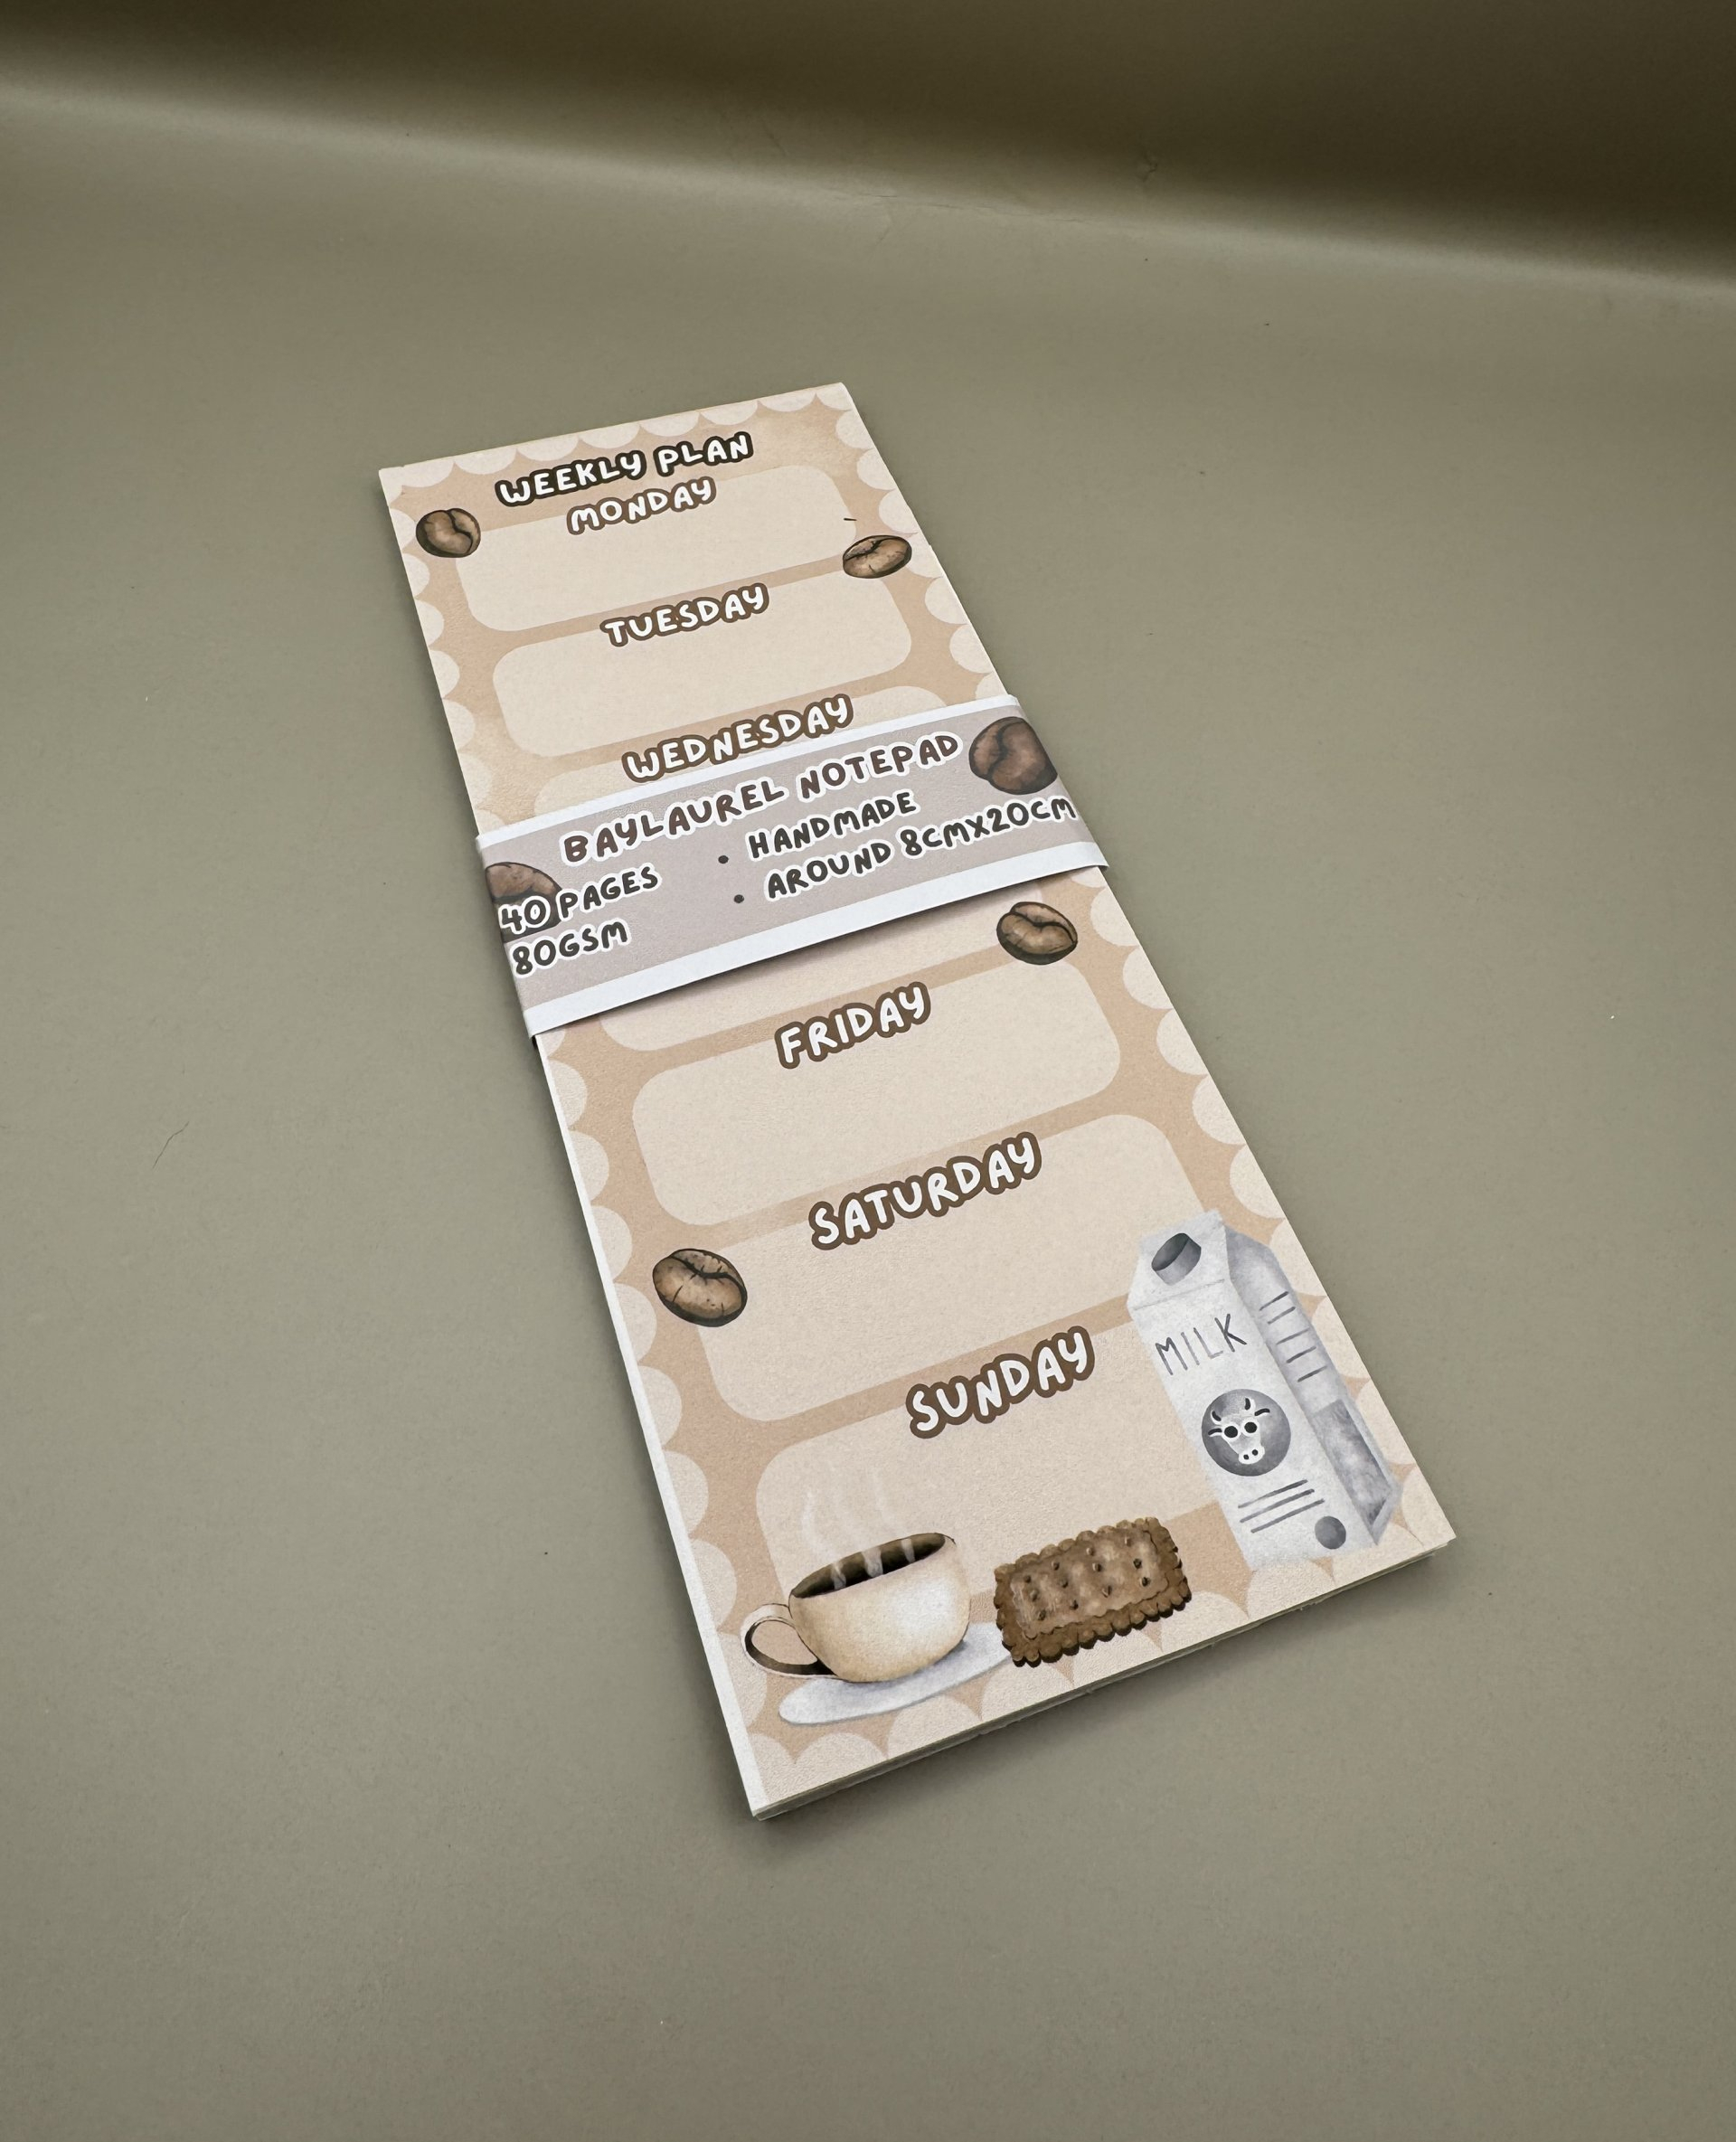 WEEKLY PLAN
MONDAY
TUESDAY
WEDNESDAY
BAYLAUREL NOTEPAD
40 PAGES
80GSM
• HANDMADE
• AROUND 8CMX20CM
FRIDAY
SATURDAY
SUNDAY
MILK